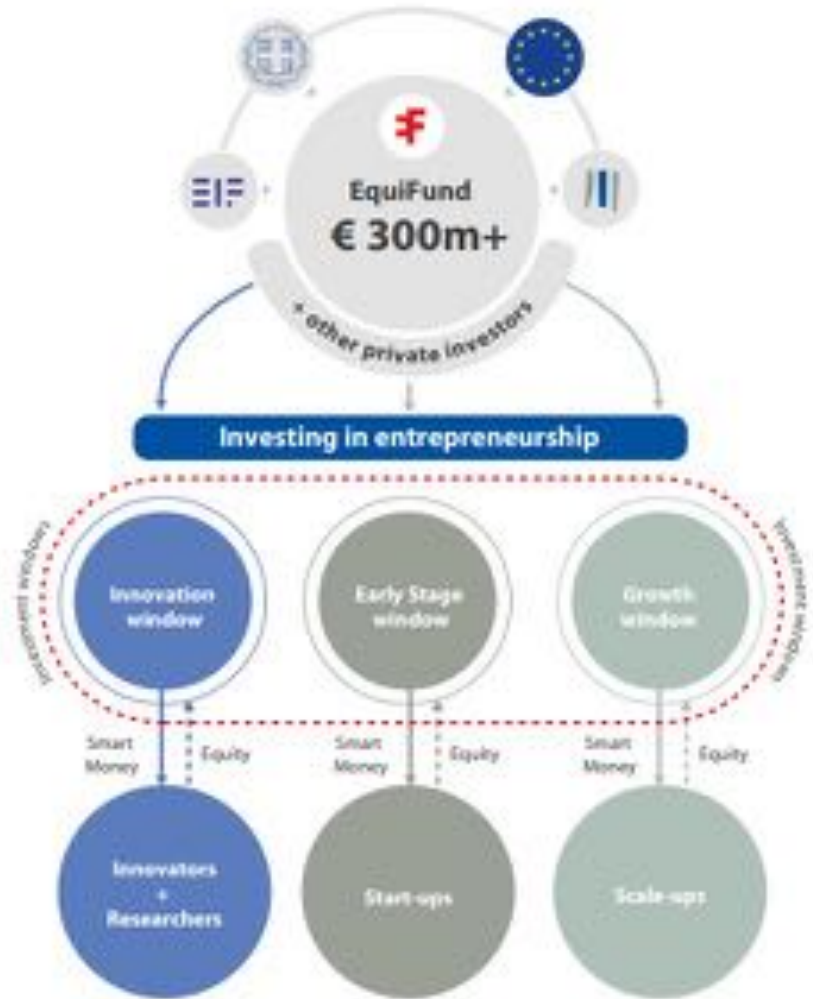 EIF
EquiFund
€ 300m+
+ other private investors
Investing in entrepreneurship
Investment windows
Innovation
window
Early Stage
window
Growth
window
Investment windows
Smart
Money
Equity
Smart
Money
Equity
Smart
Money
Equity
Innovators
+
Researchers
Start-ups
Scale-ups